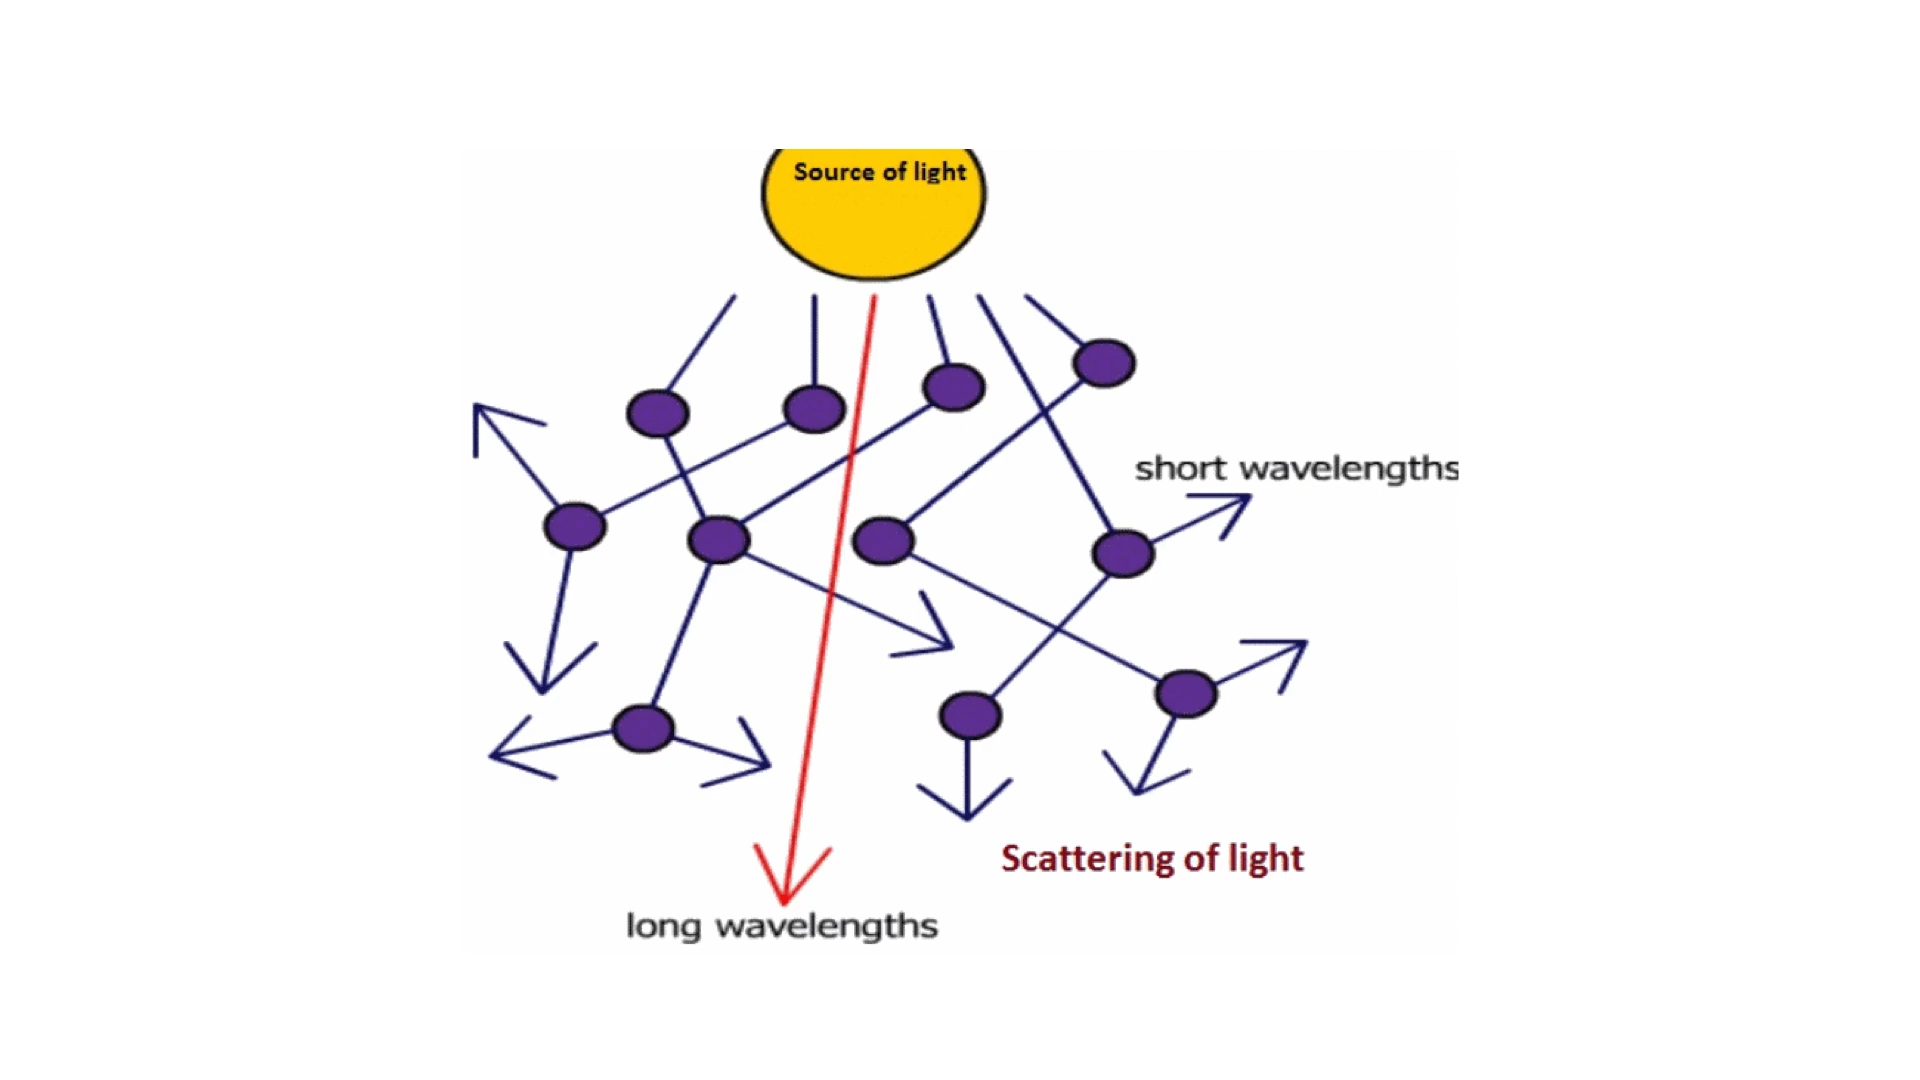 Source of light
short wavelengths
Scattering of light
long wavelengths